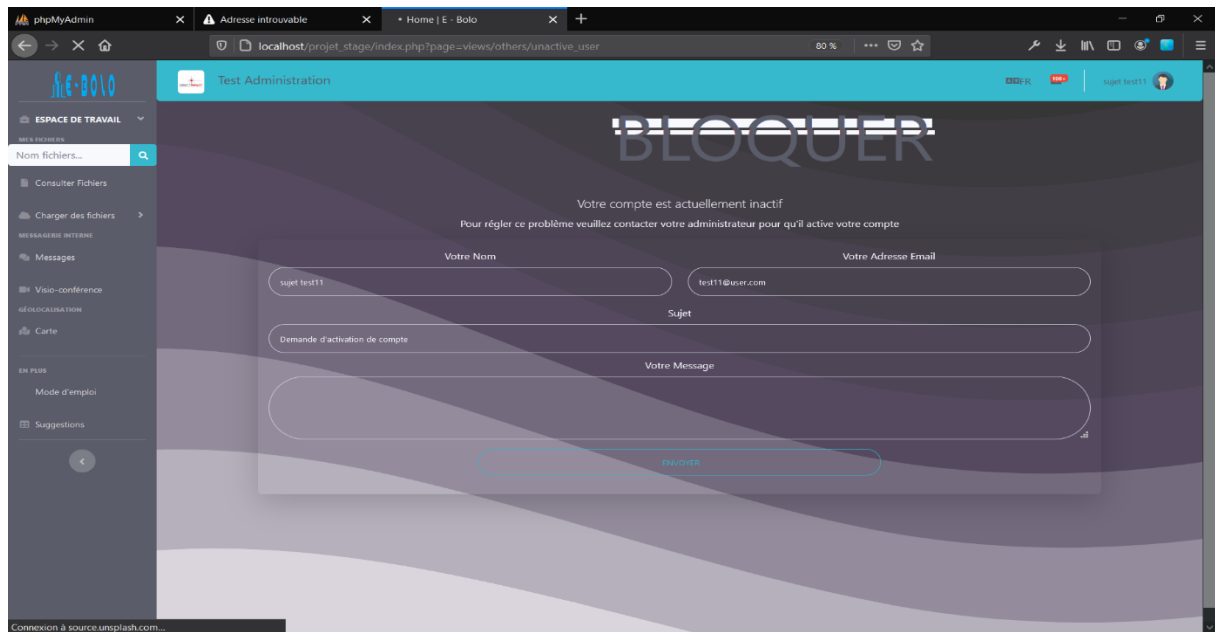 phpMyAdmin
Adresse introuvable
• Home | E - Bolo
localhost/projet_stage/index.php?page=views/others/unactive_user
80 %
E-BOLO
Test Administration
FR
sujet test11
ESPACE DE TRAVAIL
MES FICHIERS
Nom fichiers...
Consulter Fichiers
Charger des fichiers
MESSAGERIE INTERNE
Messages
Visio-conférence
GÉOLOCALISATION
Carte
EN PLUS
Mode d'emploi
Suggestions
BLOQUER
Votre compte est actuellement inactif
Pour régler ce problème veuillez contacter votre administrateur pour qu'il active votre compte
Votre Nom
Votre Adresse Email
sujet test11
test11@user.com
Sujet
Demande d'activation de compte
Votre Message
ENVOYER
Connexion à source.unsplash.com...